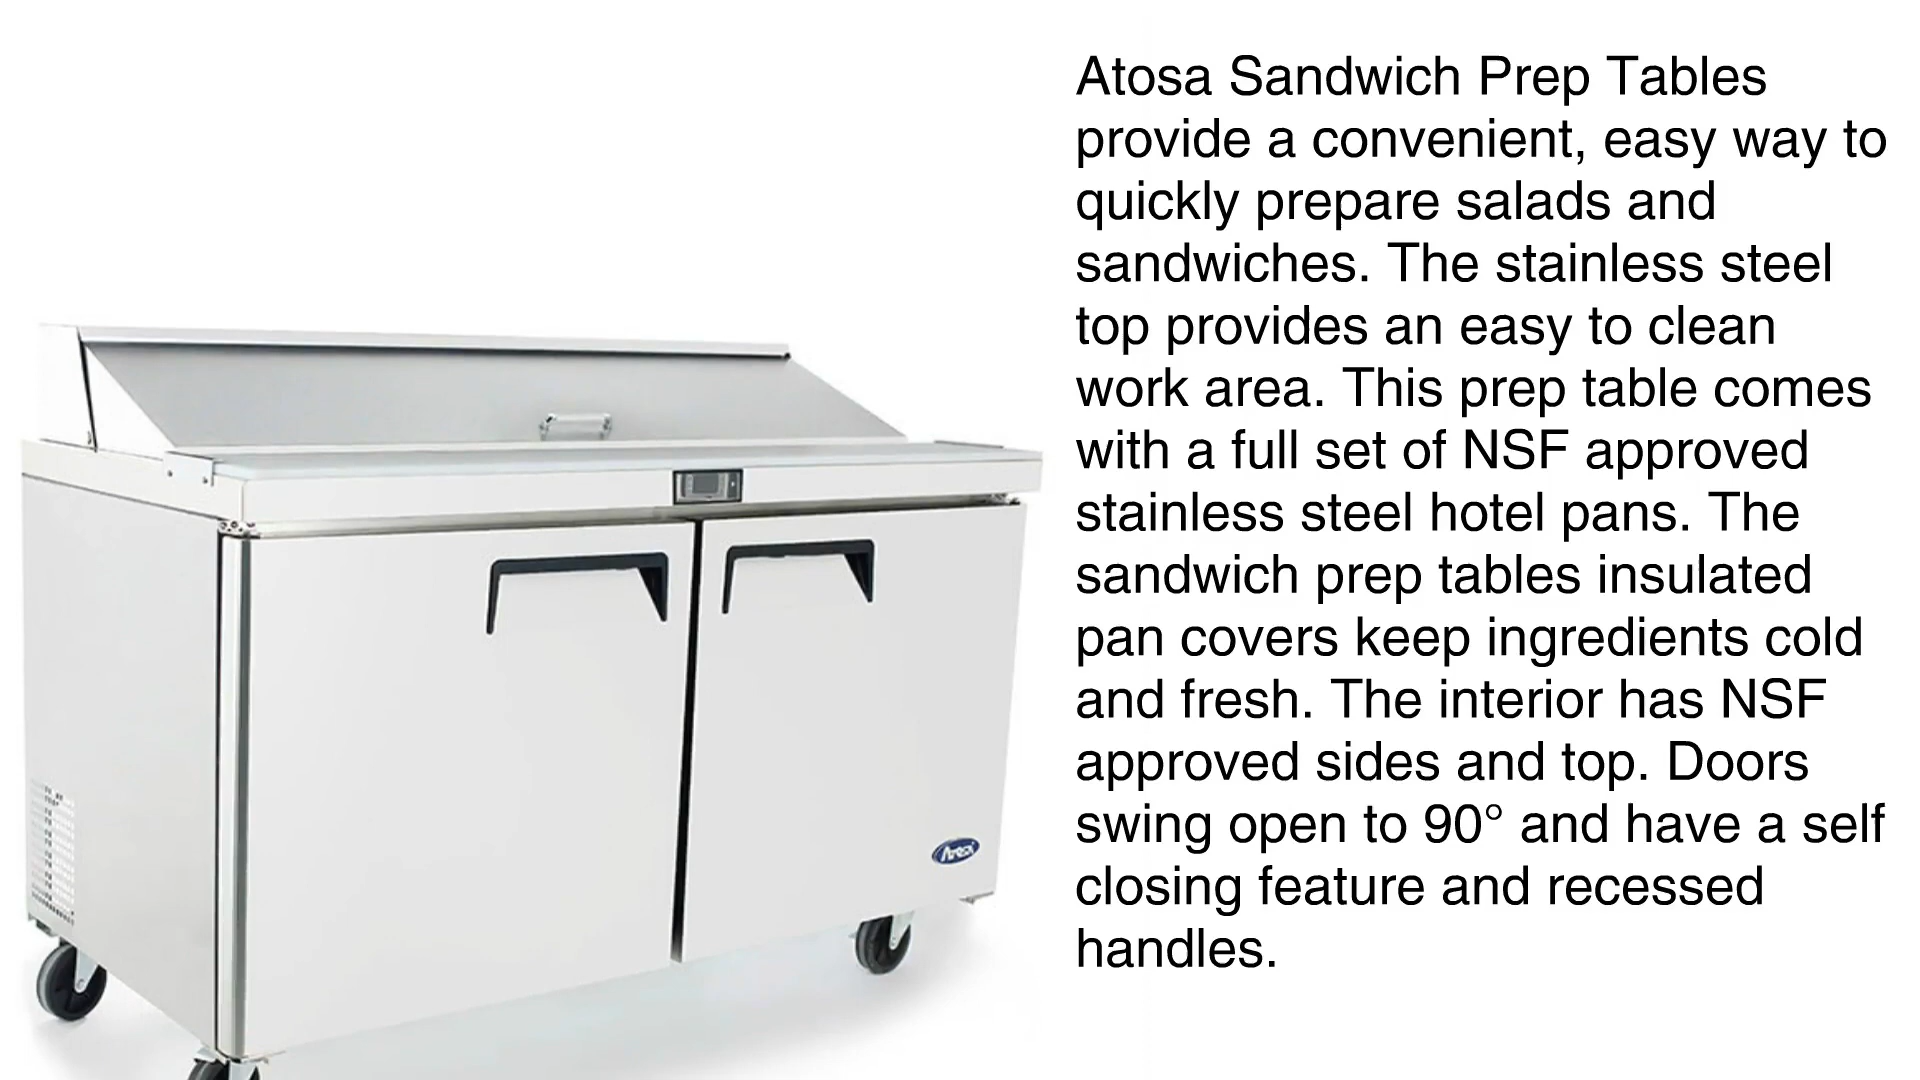 Atosa Sandwich Prep Tables
provide a convenient, easy way to
quickly prepare salads and
sandwiches. The stainless steel
top provides an easy to clean
work area. This prep table comes
with a full set of NSF approved
stainless steel hotel pans. The
sandwich prep tables insulated
pan covers keep ingredients cold
and fresh. The interior has NSF
approved sides and top. Doors
swing open to 90° and have a self
closing feature and recessed
handles.
Atosa